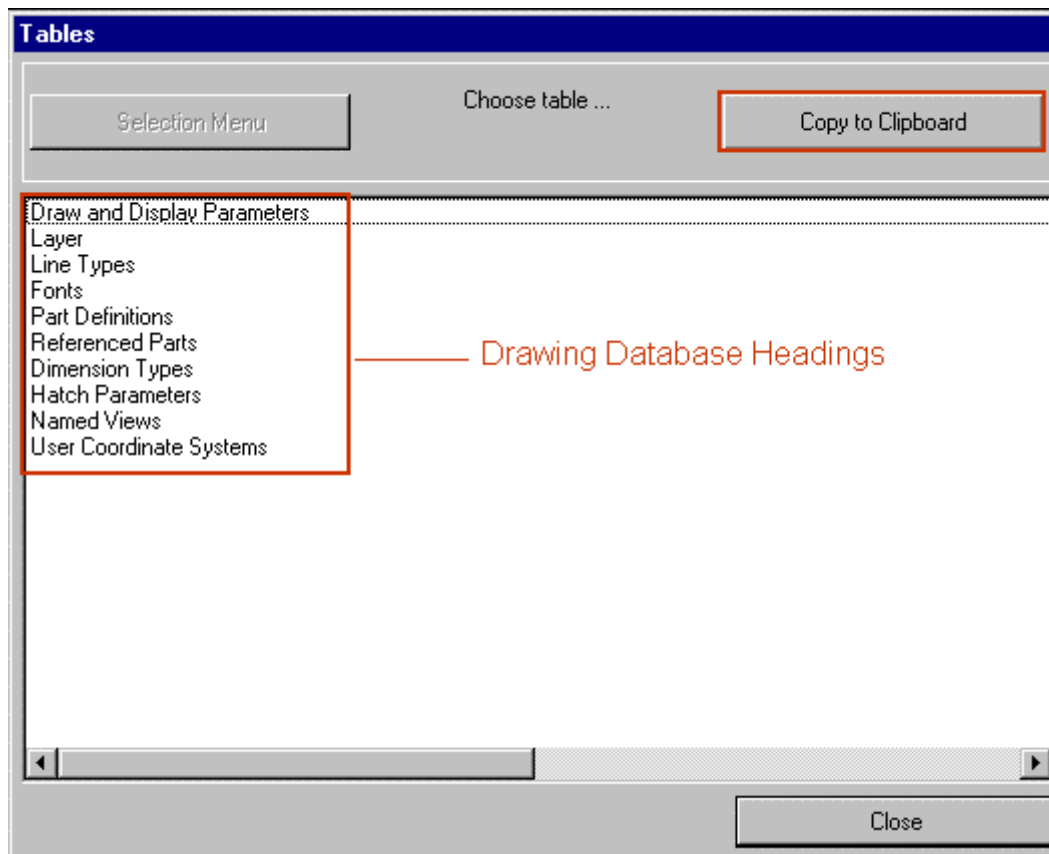 Tables
Selection Menu
Choose table ...
Copy to Clipboard
Draw and Display Parameters
Layer
Line Types
Fonts
Part Definitions
Referenced Parts
Dimension Types
Hatch Parameters
Named Views
User Coordinate Systems
Drawing Database Headings
Close